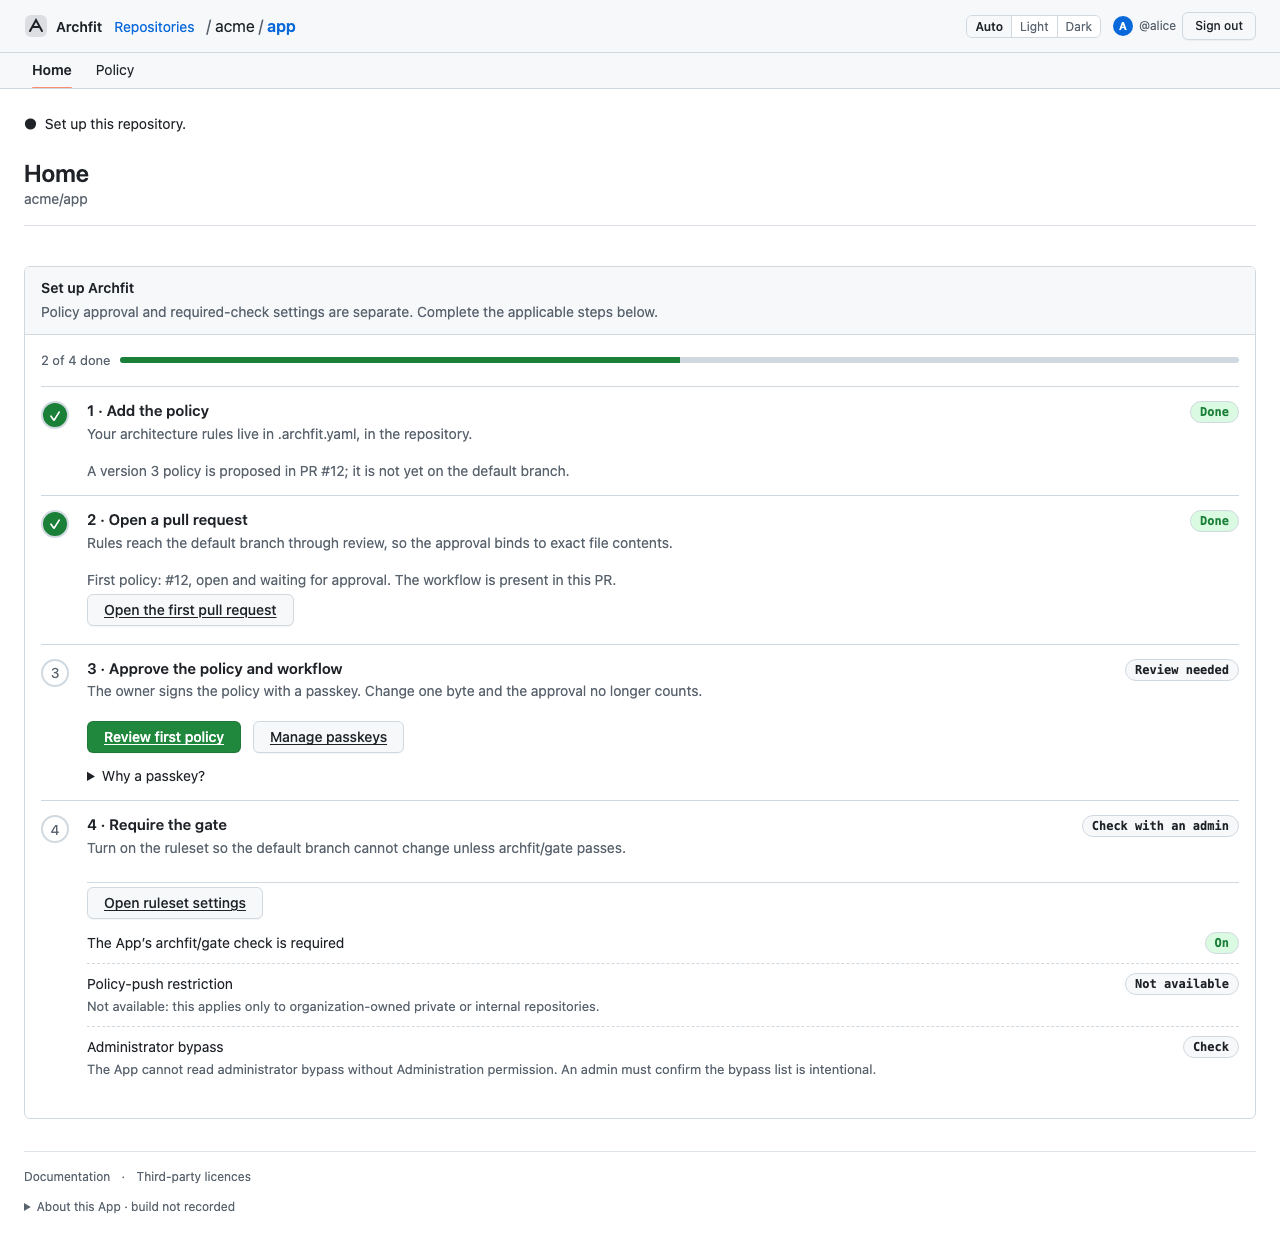 Archfit Repositories / acme / app Auto Light Dark A @alice Sign out
Home Policy
Set up this repository.
Home
acme/app
Set up Archfit
Policy approval and required-check settings are separate. Complete the applicable steps below.
2 of 4 done
1 · Add the policy Done
Your architecture rules live in .archfit.yaml, in the repository.
A version 3 policy is proposed in PR #12; it is not yet on the default branch.
2 · Open a pull request Done
Rules reach the default branch through review, so the approval binds to exact file contents.
First policy: #12, open and waiting for approval. The workflow is present in this PR.
Open the first pull request
3 3 · Approve the policy and workflow Review needed
The owner signs the policy with a passkey. Change one byte and the approval no longer counts.
Review first policy Manage passkeys
Why a passkey?
4 4 · Require the gate Check with an admin
Turn on the ruleset so the default branch cannot change unless archfit/gate passes.
Open ruleset settings
The App's archfit/gate check is required On
Policy-push restriction Not available
Not available: this applies only to organization-owned private or internal repositories.
Administrator bypass Check
The App cannot read administrator bypass without Administration permission. An admin must confirm the bypass list is intentional.
Documentation · Third-party licences
About this App · build not recorded